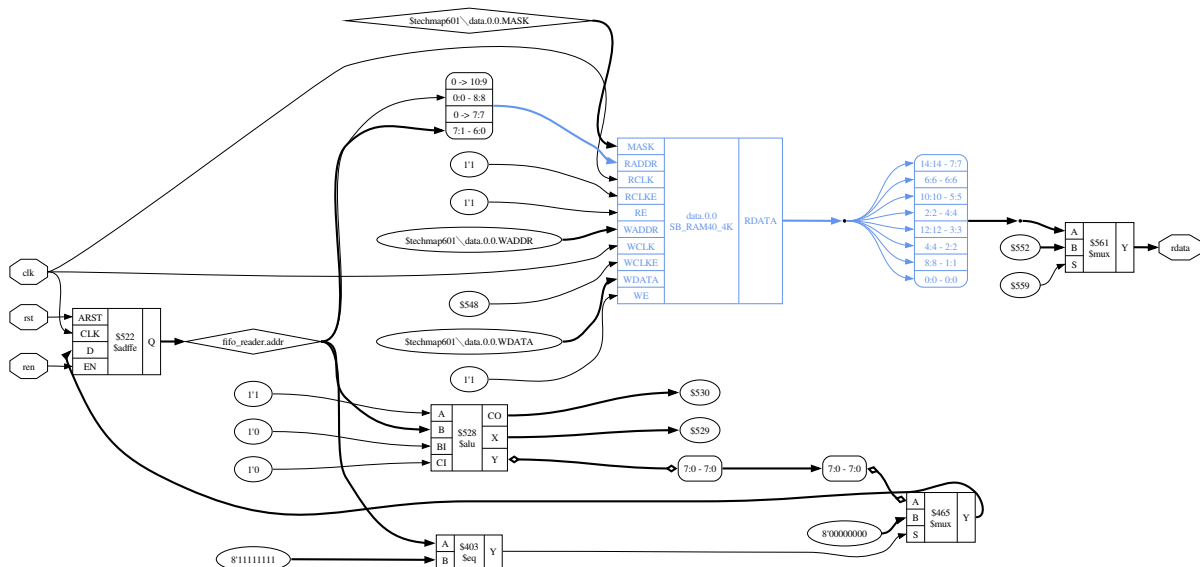 $techmap601\data.0.0.MASK
0 -> 10:9
0:0 - 8:8
0 -> 7:7
7:1 - 6:0
1'1
1'1
$techmap601\data.0.0.WADDR
$548
$techmap601\data.0.0.WDATA
1'1
MASK
RADDR
RCLK
RCLKE
RE
WADDR
WCLK
WCLKE
WDATA
WE
data.0.0
SB_RAM40_4K
RDATA
14:14 - 7:7
6:6 - 6:6
10:10 - 5:5
2:2 - 4:4
12:12 - 3:3
4:4 - 2:2
8:8 - 1:1
0:0 - 0:0
$552
$559
A
B
S
$561
$mux
Y
rdata
clk
rst
ren
ARST
CLK
D
EN
$522
$adffe
Q
fifo_reader.addr
1'1
1'0
1'0
A
B
BI
CI
$528
$alu
CO
X
Y
$530
$529
7:0 - 7:0
7:0 - 7:0
8'00000000
A
B
S
$465
$mux
Y
8'11111111
A
B
$403
$eq
Y